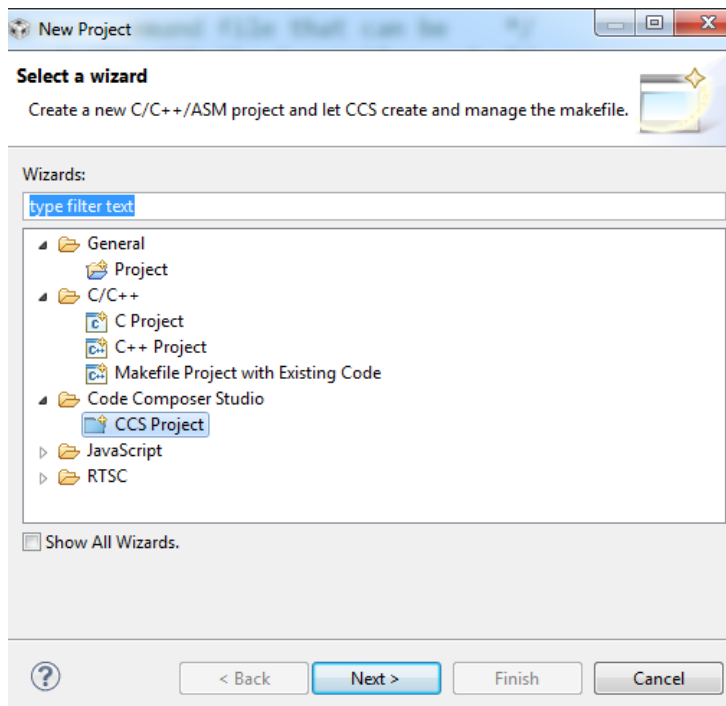 New Project
Select a wizard
Create a new C/C++/ASM project and let CCS create and manage the makefile.
Wizards:
type filter text
General
Project
C/C++
C Project
C++ Project
Makefile Project with Existing Code
Code Composer Studio
CCS Project
JavaScript
RTSC
Show All Wizards.
< Back Next > Finish Cancel